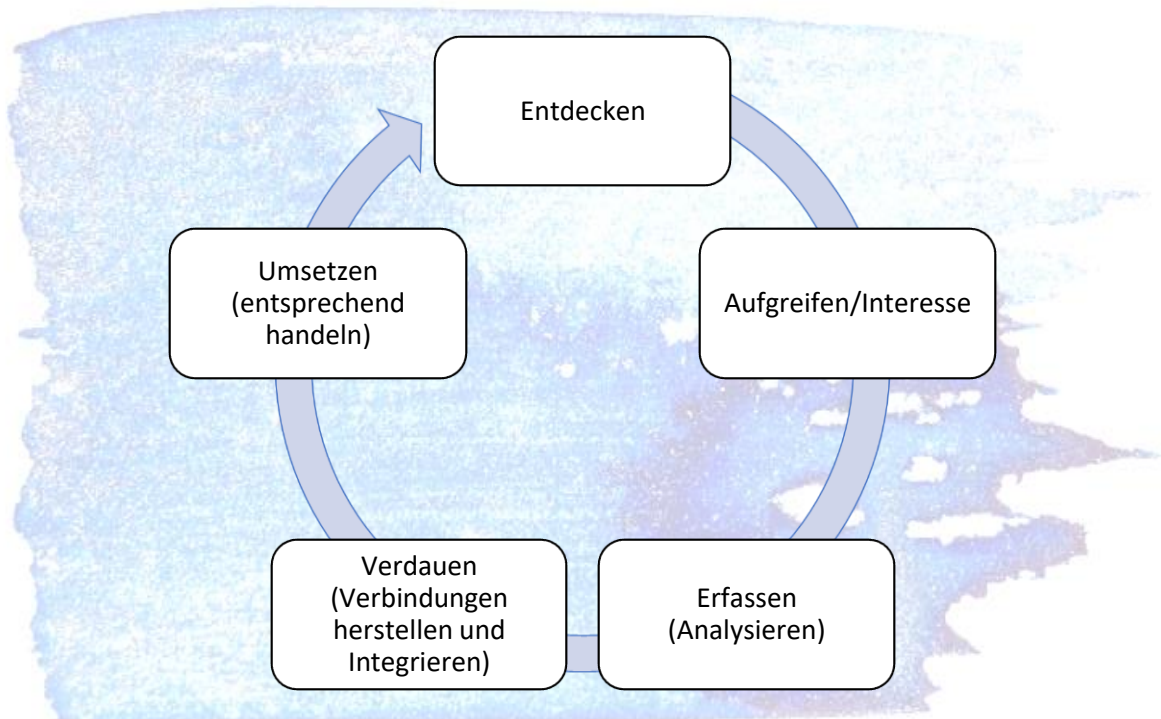 Entdecken
Aufgreifen/Interesse
Erfassen
(Analysieren)
Verdauen
(Verbindungen
herstellen und
Integrieren)
Umsetzen
(entsprechend
handeln)